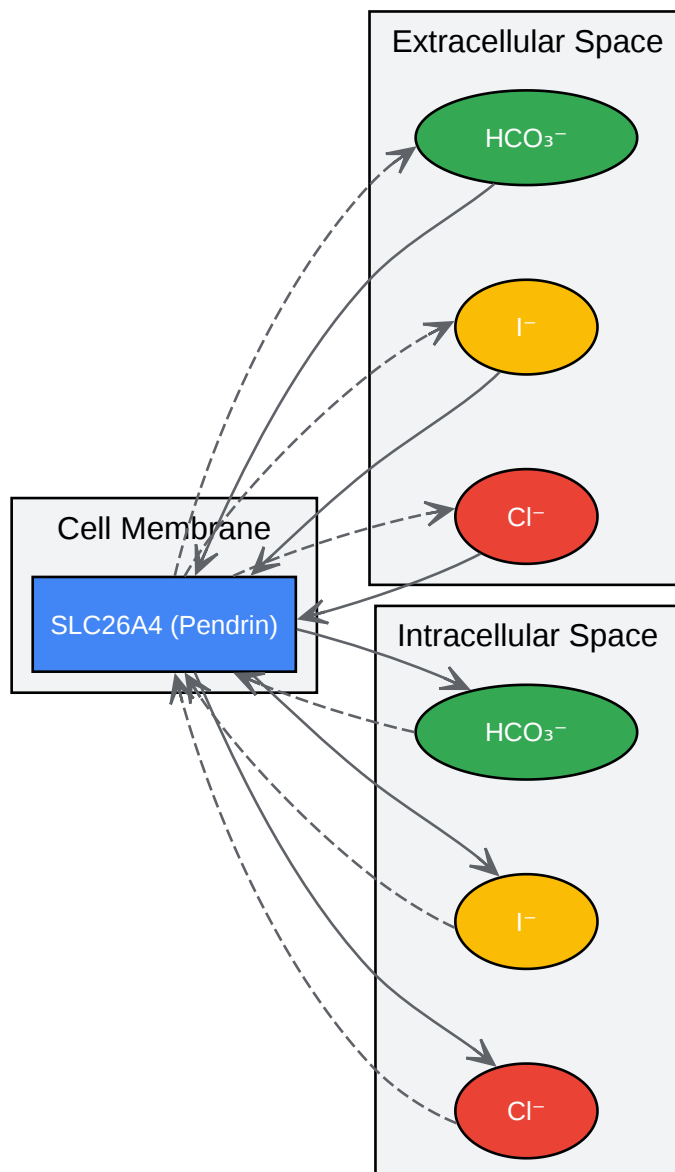 Extracellular Space
HCO₃⁻
I⁻
Cl⁻
Cell Membrane
SLC26A4 (Pendrin)
Intracellular Space
HCO₃⁻
I⁻
Cl⁻